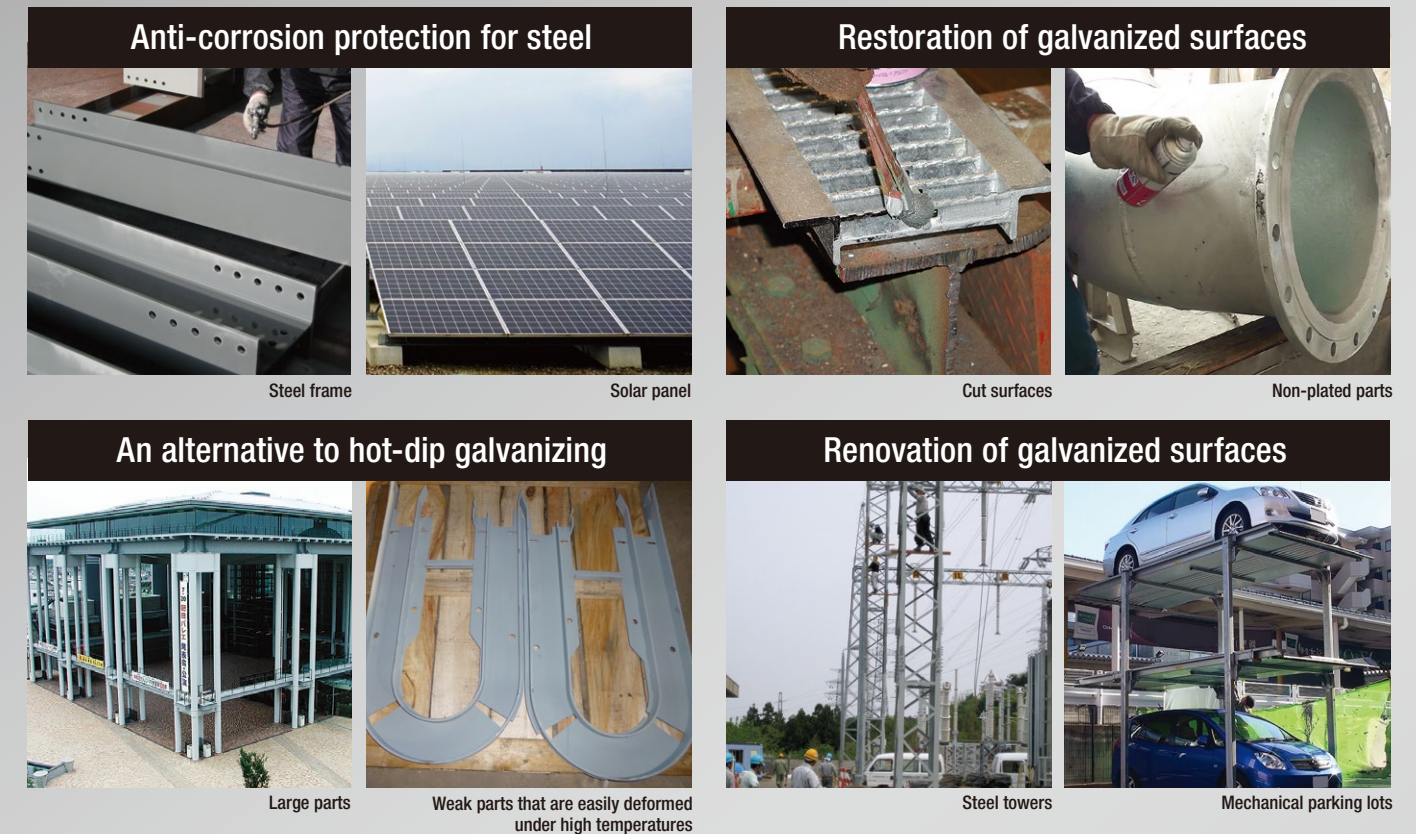 Anti-corrosion protection for steel
Steel frame
Solar panel
Restoration of galvanized surfaces
Cut surfaces
Non-plated parts
An alternative to hot-dip galvanizing
Large parts
Weak parts that are easily deformed
under high temperatures
Renovation of galvanized surfaces
Steel towers
Mechanical parking lots